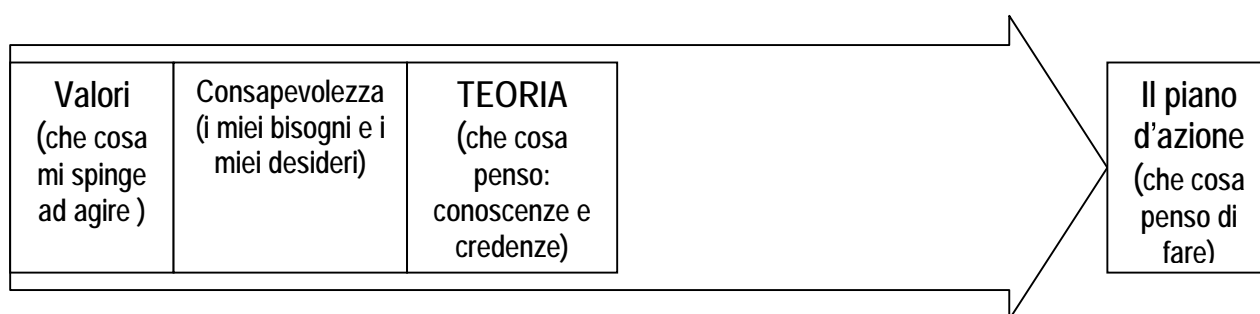 Valori
(che cosa
mi spinge
ad agire )
Consapevolezza
(i miei bisogni e i
miei desideri)
TEORIA
(che cosa
penso:
conoscenze e
credenze)
Il piano
d’azione
(che cosa
penso di
fare)